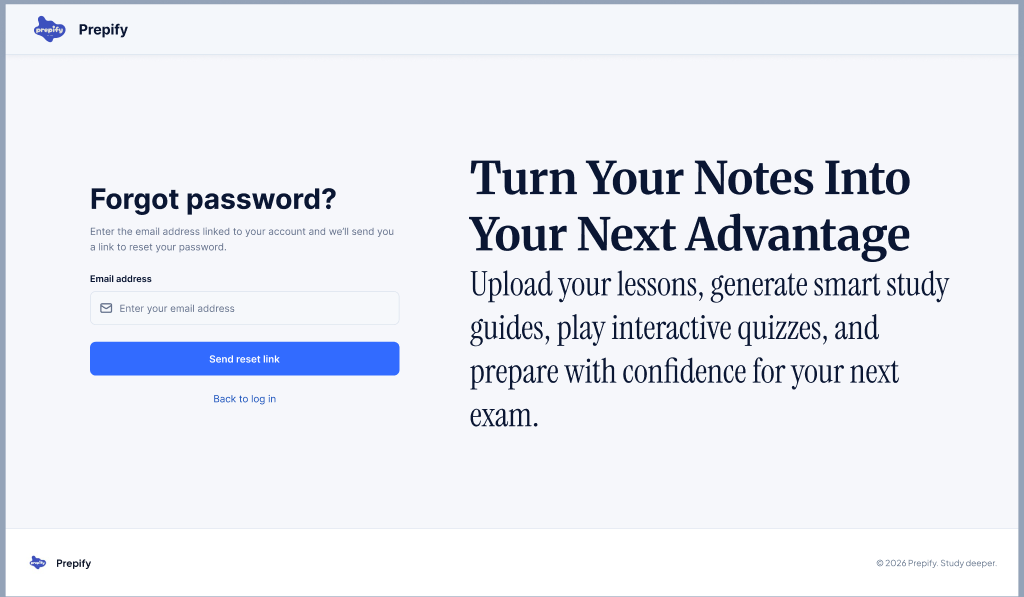 prepify
Prepify
Forgot password?
Enter the email address linked to your account and we'll send you
a link to reset your password.
Email address
Enter your email address
Send reset link
Back to log in
Turn Your Notes Into
Your Next Advantage
Upload your lessons, generate smart study
guides, play interactive quizzes, and
prepare with confidence for your next
exam.
prepify
Prepify
© 2026 Prepify. Study deeper.